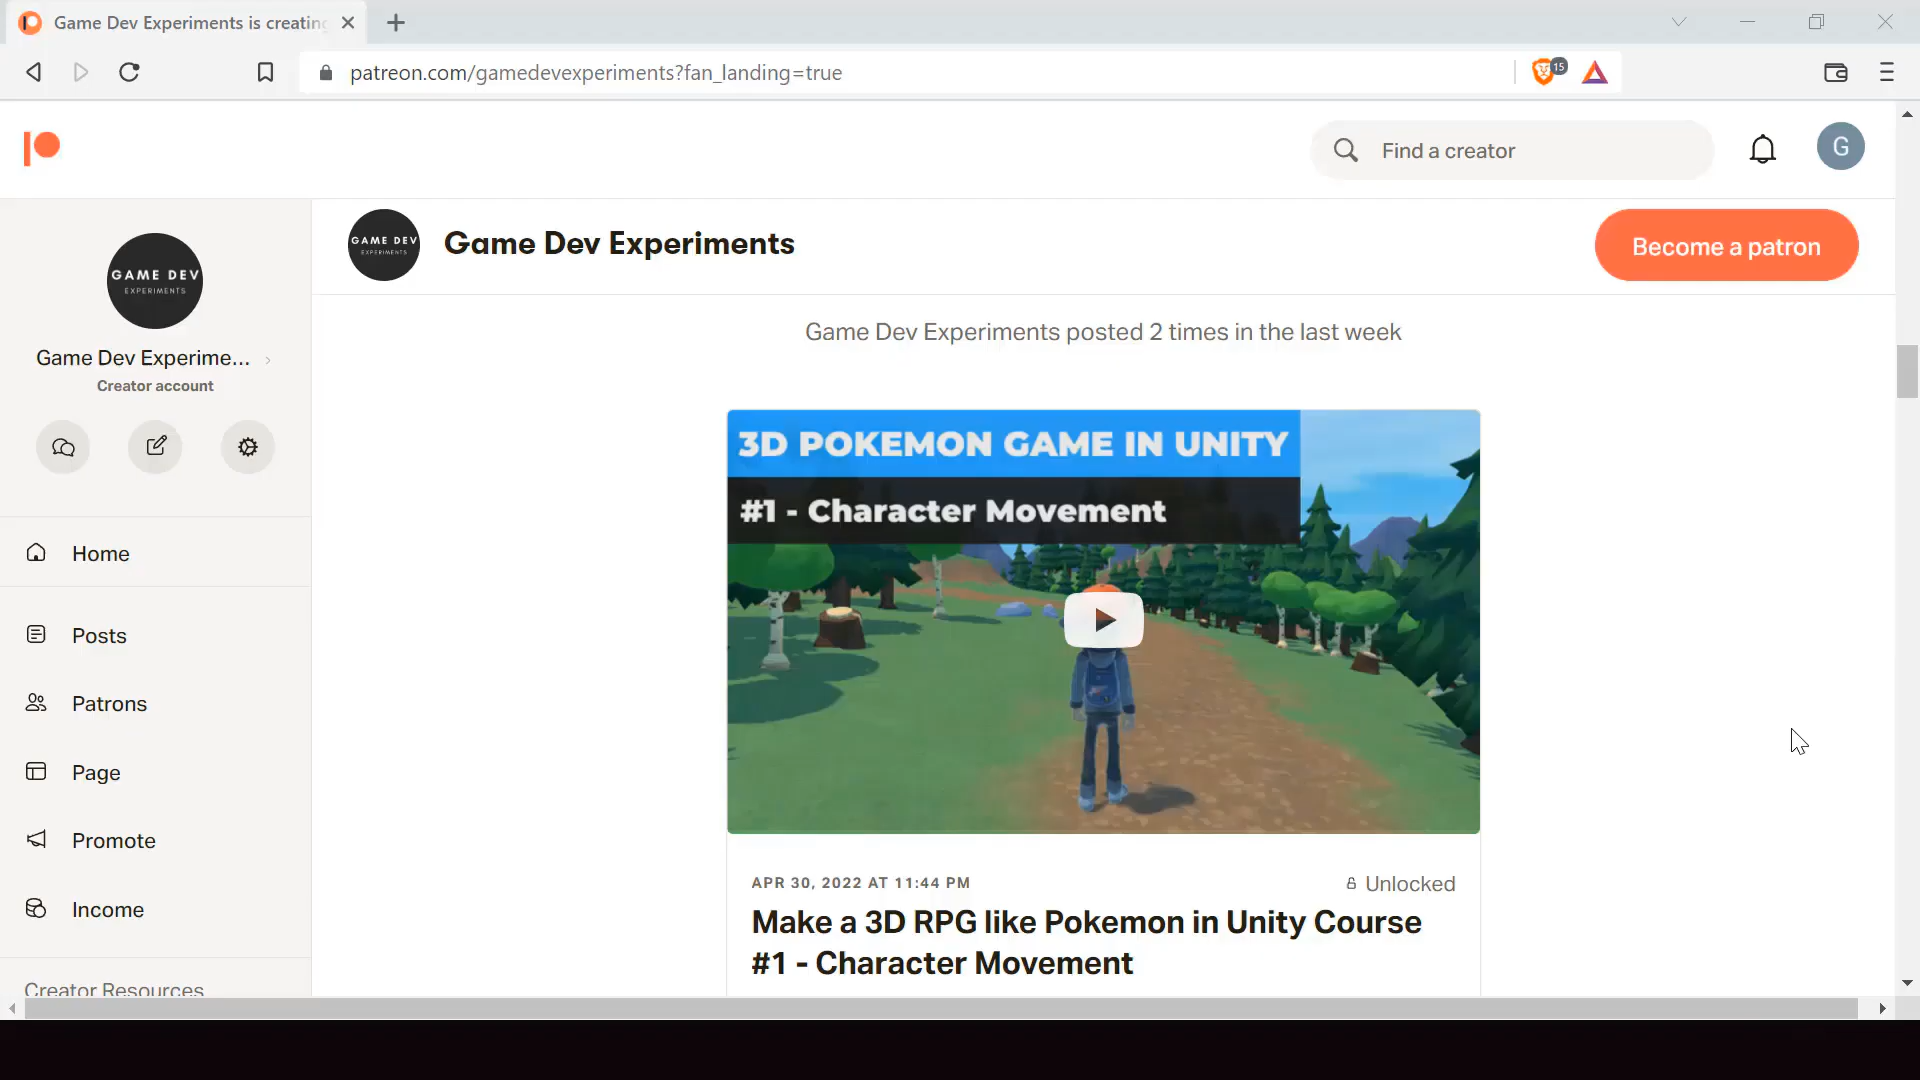 Game Dev Experiments is creating
patreon.com/gamedevexperiments?fan_landing=true
15
Find a creator
G
GAME DEV
EXPERIMENTS
Game Dev Experime...
Creator account
Home
Posts
Patrons
Page
Promote
Income
Creator Resources
GAME DEV
EXPERIMENTS
Game Dev Experiments
Become a patron
Game Dev Experiments posted 2 times in the last week
3D POKEMON GAME IN UNITY
#1 - Character Movement
APR 30, 2022 AT 11:44 PM
Unlocked
Make a 3D RPG like Pokemon in Unity Course
#1 - Character Movement